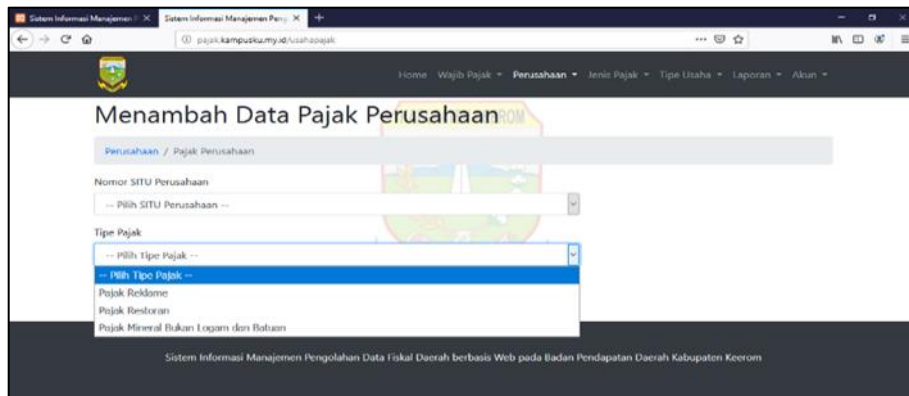 Sistem Informasi Manajemen
Sistem Informasi Manajemen Peng
pajak.kampusku.my.id/usahapajak
Home Wajib Pajak Perusahaan Jenis Pajak Tipe Usaha Laporan Akun
Menambah Data Pajak Perusahaan
Perusahaan / Pajak Perusahaan
Nomor SITU Perusahaan
-- Pilih SITU Perusahaan --
Tipe Pajak
-- Pilih Tipe Pajak --
-- Pilih Tipe Pajak --
Pajak Reklame
Pajak Restoran
Pajak Mineral Bukan Logam dan Batuan
Sistem Informasi Manajemen Pengolahan Data Fiskal Daerah berbasis Web pada Badan Pendapatan Daerah Kabupaten Keerom